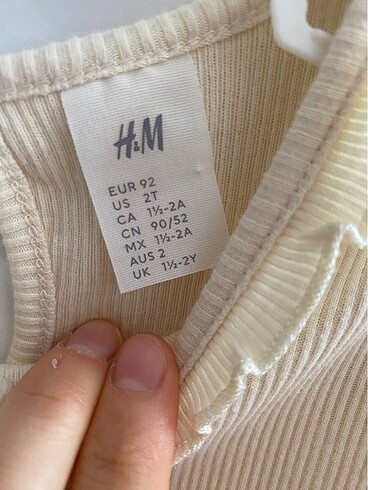 H&M
EUR 92
US 2T
CA 1½-2A
CN 90/52
MX 1½-2A
AUS 2
UK 1½-2Y